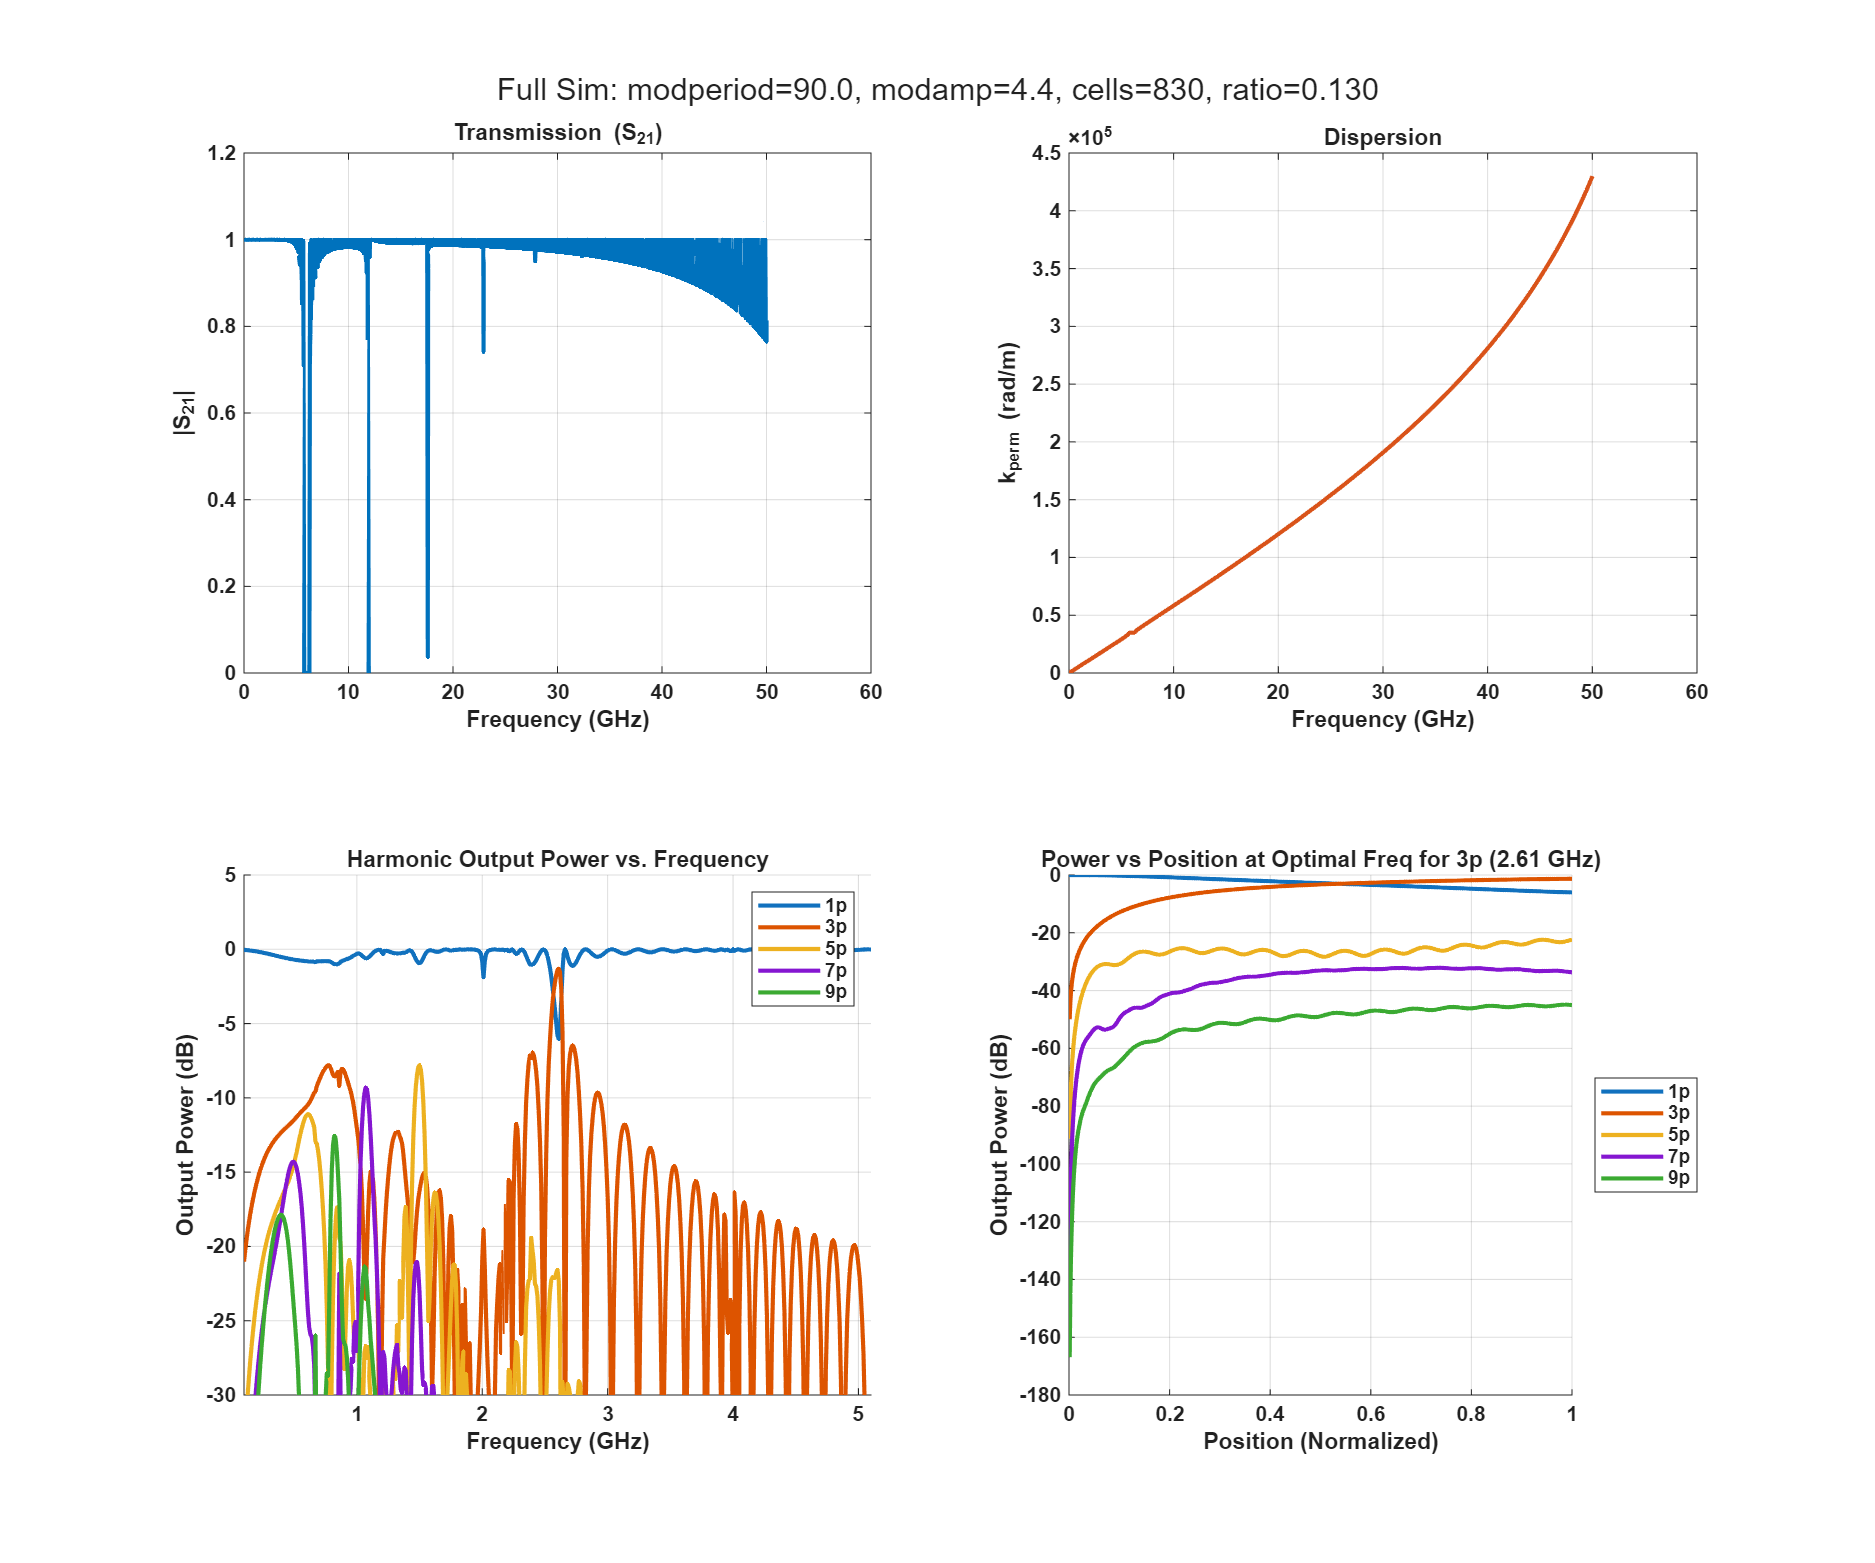 Full Sim: modperiod=90.0, modamp=4.4, cells=830, ratio=0.130
Transmission (S21)
1.2
1
0.8
0.6
0.4
0.2
0
|S21|
0 10 20 30 40 50 60
Frequency (GHz)
Dispersion
×10^5
4.5
4
3.5
3
2.5
2
1.5
1
0.5
0
kperm (rad/m)
0 10 20 30 40 50 60
Frequency (GHz)
Harmonic Output Power vs. Frequency
5
0
-5
-10
-15
-20
-25
-30
Output Power (dB)
1 2 3 4 5
Frequency (GHz)
1p
3p
5p
7p
9p
Power vs Position at Optimal Freq for 3p (2.61 GHz)
0
-20
-40
-60
-80
-100
-120
-140
-160
-180
Output Power (dB)
0 0.2 0.4 0.6 0.8 1
Position (Normalized)
1p
3p
5p
7p
9p